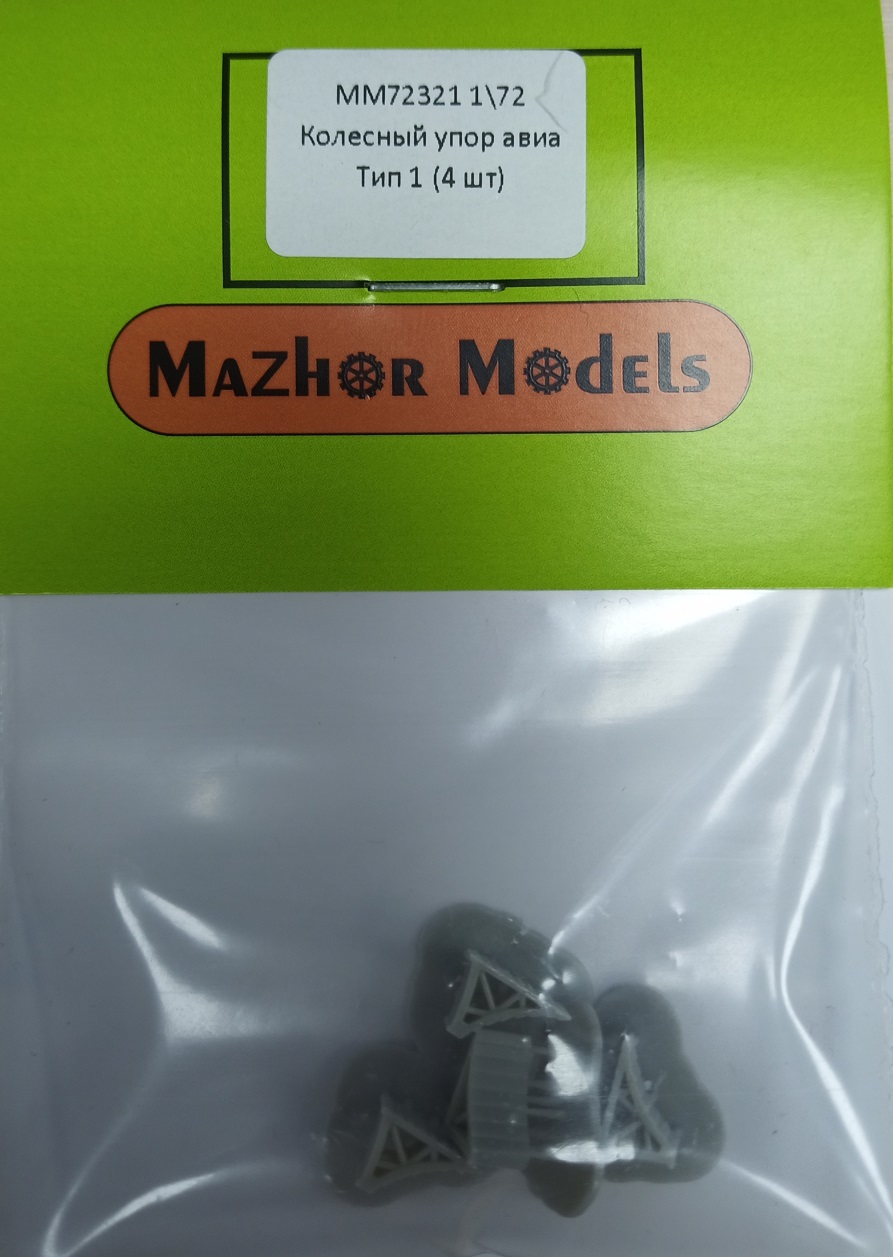 MM72321 1\72
Колесный упор авиа
Тип 1 (4 шт)
MAZhOR MOdELS